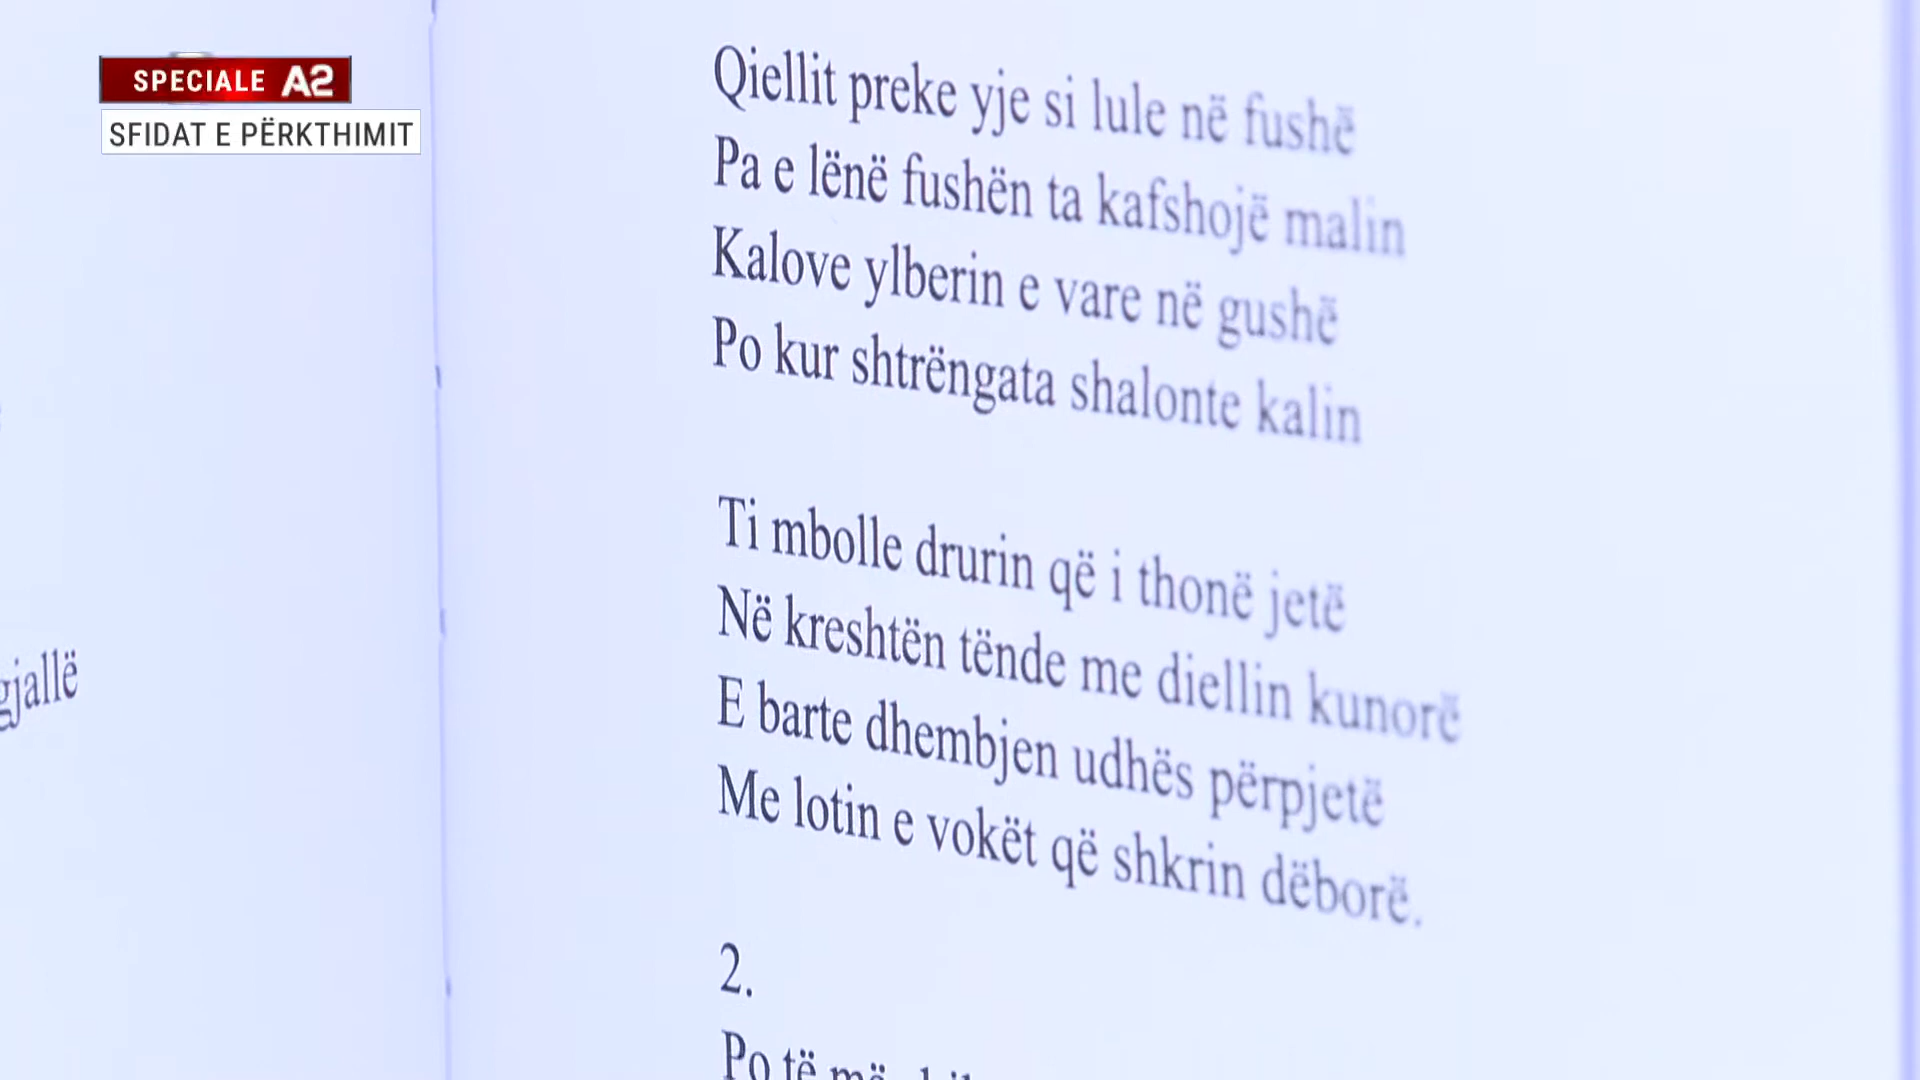 SPECIALE A2
SFIDAT E PËRKTHIMIT
gjallë
Qiellit preke yje si lule në fushë
Pa e lënë fushën ta kafshojë malin
Kalove ylberin e vare në gushë
Po kur shtrëngata shalonte kalin
Ti mbolle drurin që i thonë jetë
Në kreshtën tënde me diellin kunorë
E barte dhembjen udhës përpjetë
Me lotin e vokët që shkrin dëborë.
2.
Po të